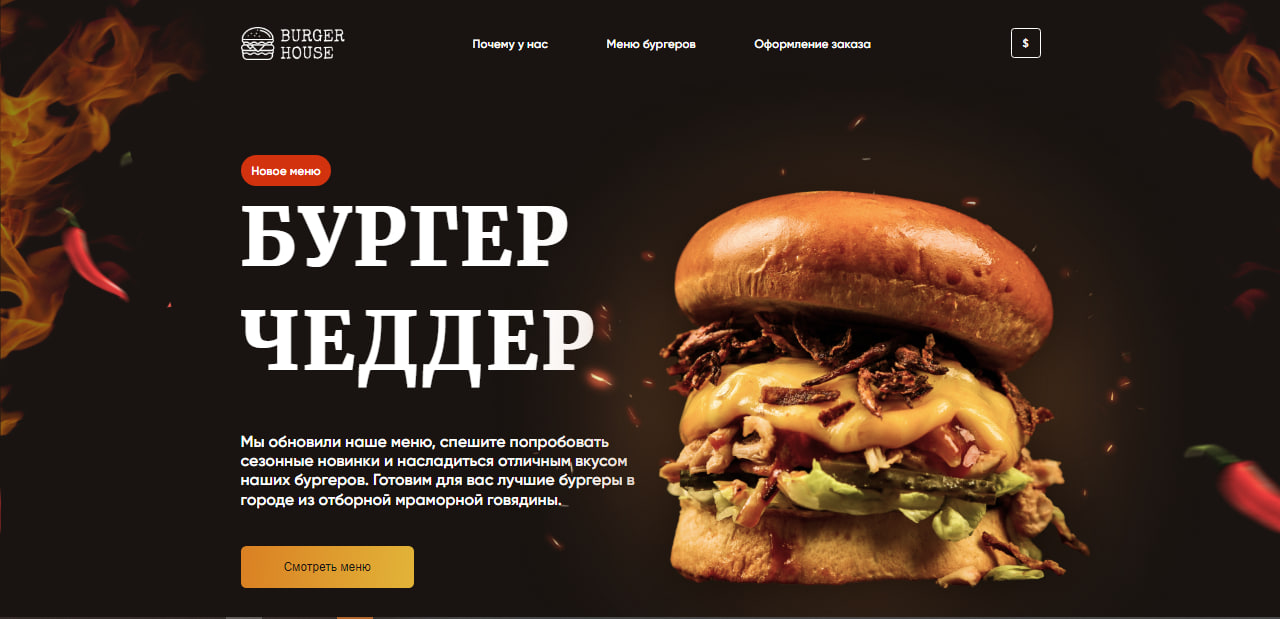 BURGER
HOUSE
Почему у нас
Меню бургеров
Оформление заказа
$
Новое меню
БУРГЕР
ЧЕДДЕР
Мы обновили наше меню, спешите попробовать
сезонные новинки и насладиться отличным вкусом
наших бургеров. Готовим для вас лучшие бургеры в
городе из отборной мраморной говядины.
Смотреть меню